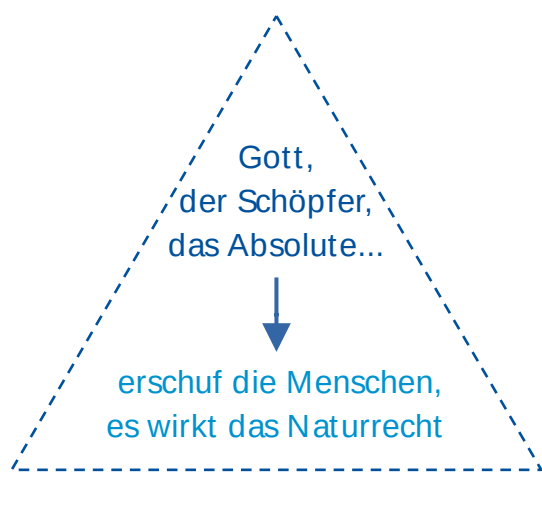 Gott,
der Schöpfer,
das Absolute...
erschuf die Menschen,
es wirkt das Naturrecht